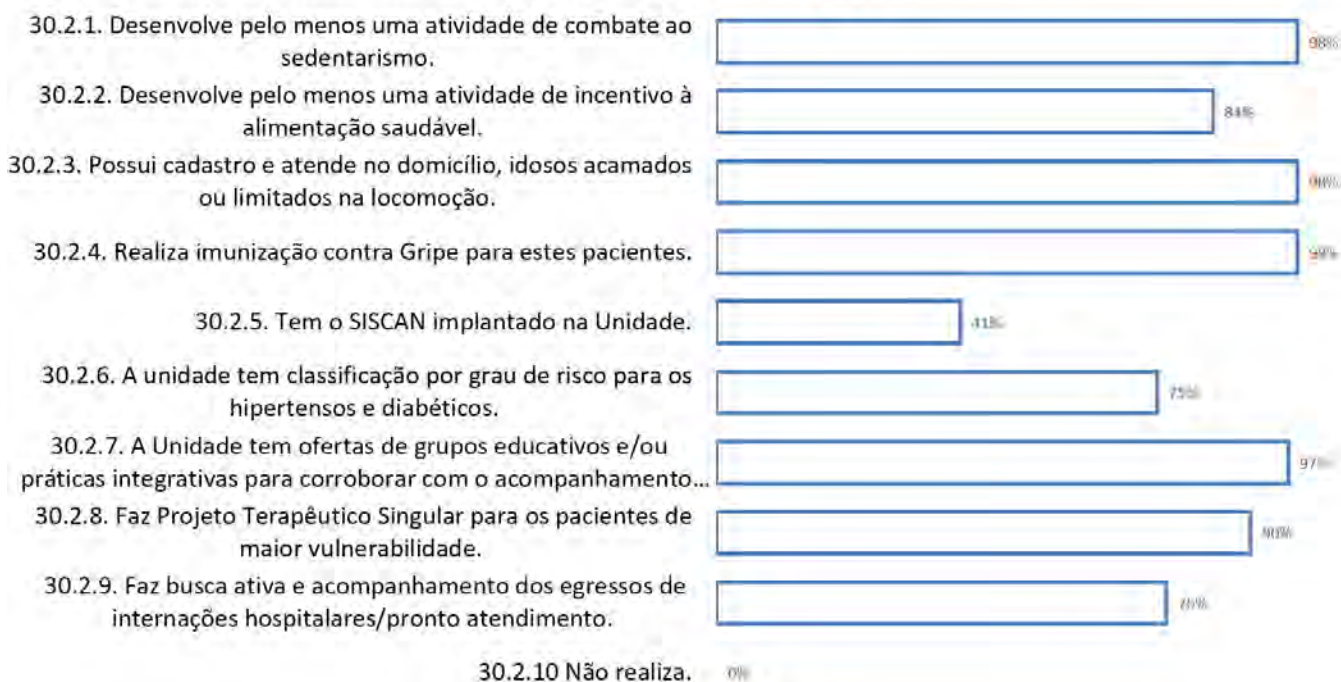 30.2.1. Desenvolve pelo menos uma atividade de combate ao
sedentarismo.
98%
30.2.2. Desenvolve pelo menos uma atividade de incentivo à
alimentação saudável.
84%
30.2.3. Possui cadastro e atende no domicílio, idosos acamados
ou limitados na locomoção.
98%
30.2.4. Realiza imunização contra Gripe para estes pacientes.
99%
30.2.5. Tem o SISCAN implantado na Unidade.
41%
30.2.6. A unidade tem classificação por grau de risco para os
hipertensos e diabéticos.
75%
30.2.7. A Unidade tem ofertas de grupos educativos e/ou
práticas integrativas para corroborar com o acompanhamento...
97%
30.2.8. Faz Projeto Terapêutico Singular para os pacientes de
maior vulnerabilidade.
30.2.9. Faz busca ativa e acompanhamento dos egressos de
internações hospitalares/pronto atendimento.
76%
30.2.10 Não realiza.
0%